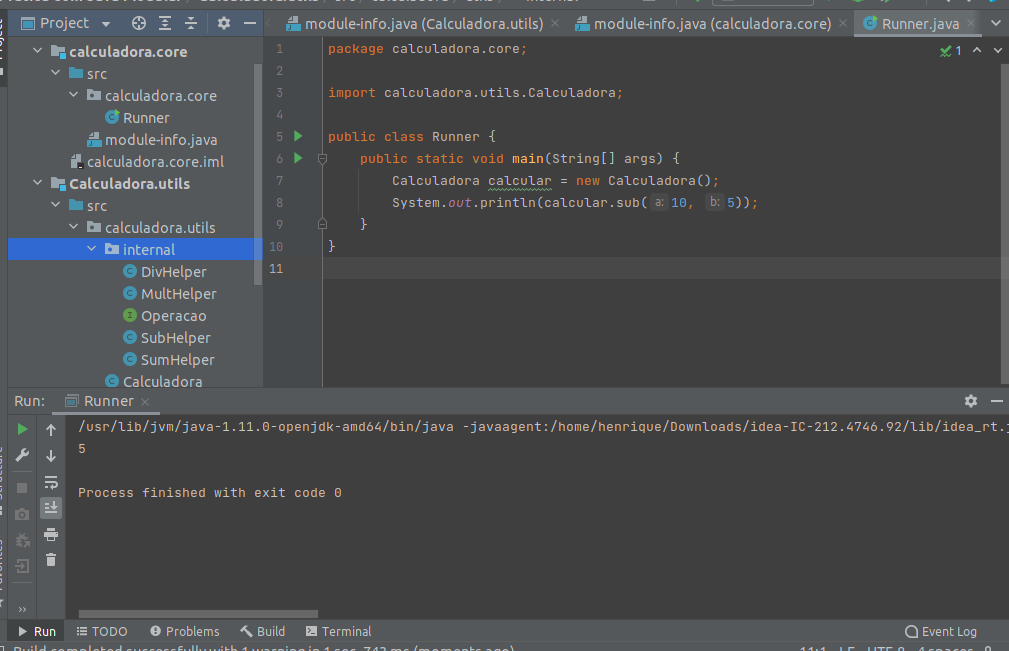 Project
module-info.java (Calculadora.utils)
module-info.java (calculadora.core)
Runner.java
calculadora.core
src
calculadora.core
Runner
module-info.java
calculadora.core.iml
Calculadora.utils
src
calculadora.utils
internal
DivHelper
MultHelper
Operacao
SubHelper
SumHelper
Calculadora
1 package calculadora.core;
2
3 import calculadora.utils.Calculadora;
4
5 public class Runner {
6 public static void main(String[] args) {
7 Calculadora calcular = new Calculadora();
8 System.out.println(calcular.sub( a: 10, b: 5));
9 }
10 }
11
1
Run: Runner
/usr/lib/jvm/java-1.11.0-openjdk-amd64/bin/java -javaagent:/home/henrique/Downloads/idea-IC-212.4746.92/lib/idea_rt.j
5
Process finished with exit code 0
Run TODO Problems Build Terminal Event Log
Build completed successfully with 1 warning in 1 sec, 743 ms (moments ago) 11:1 LF UTF-8 4 spaces